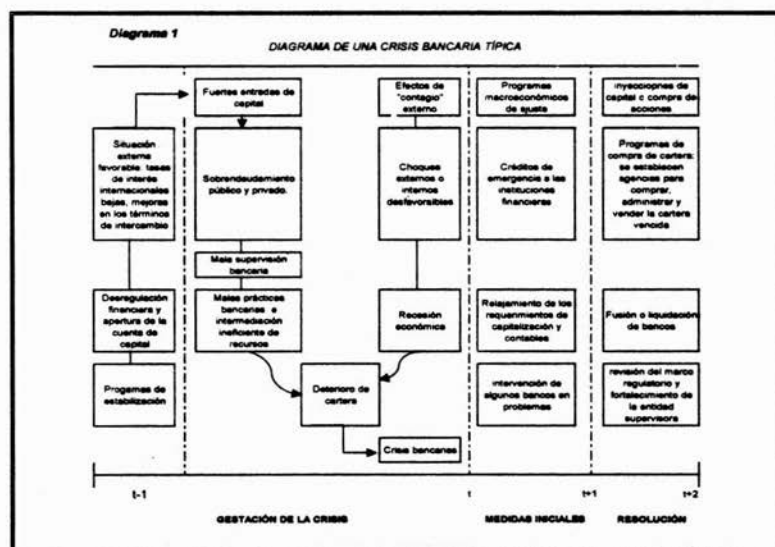 Diagrama 1
DIAGRAMA DE UNA CRISIS BANCARIA TÍPICA
Fuertes entradas de
capital
Efectos de
"contagio"
externo
Programas
macroeconómicos
de ajuste
Inyecciones de
capital o compra de
acciones
Situación
externa
favorable: tasas
de interés
internacionales
bajas, mejoras
en los términos
de intercambio
Sobrendeudamiento
público y privado.
Choques
externos o
internos
desfavorables
Créditos de
emergencia a las
instituciones
financieras
Programas de
compra de cartera:
se establecen
agencias para
comprar,
administrar y
vender la cartera
vencida
Mala supervisión
bancaria
Desregulación
financiera y
apertura de la
cuenta de
capital
Malas prácticas
bancarias e
intermediación
ineficiente de
recursos
Recesión
económica
Relajamiento de los
requerimientos de
capitalización y
contables
Fusión o liquidación
de bancos
Progamas de
estabilización
Deterioro de
cartera
intervención de
algunos bancos en
problemas
revisión del marco
regulatorio y
fortalecimiento de
la entidad
supervisora
Crisis bancarias
t-1
t
t+1
t+2
GESTACIÓN DE LA CRISIS
MEDIDAS INICIALES
RESOLUCIÓN